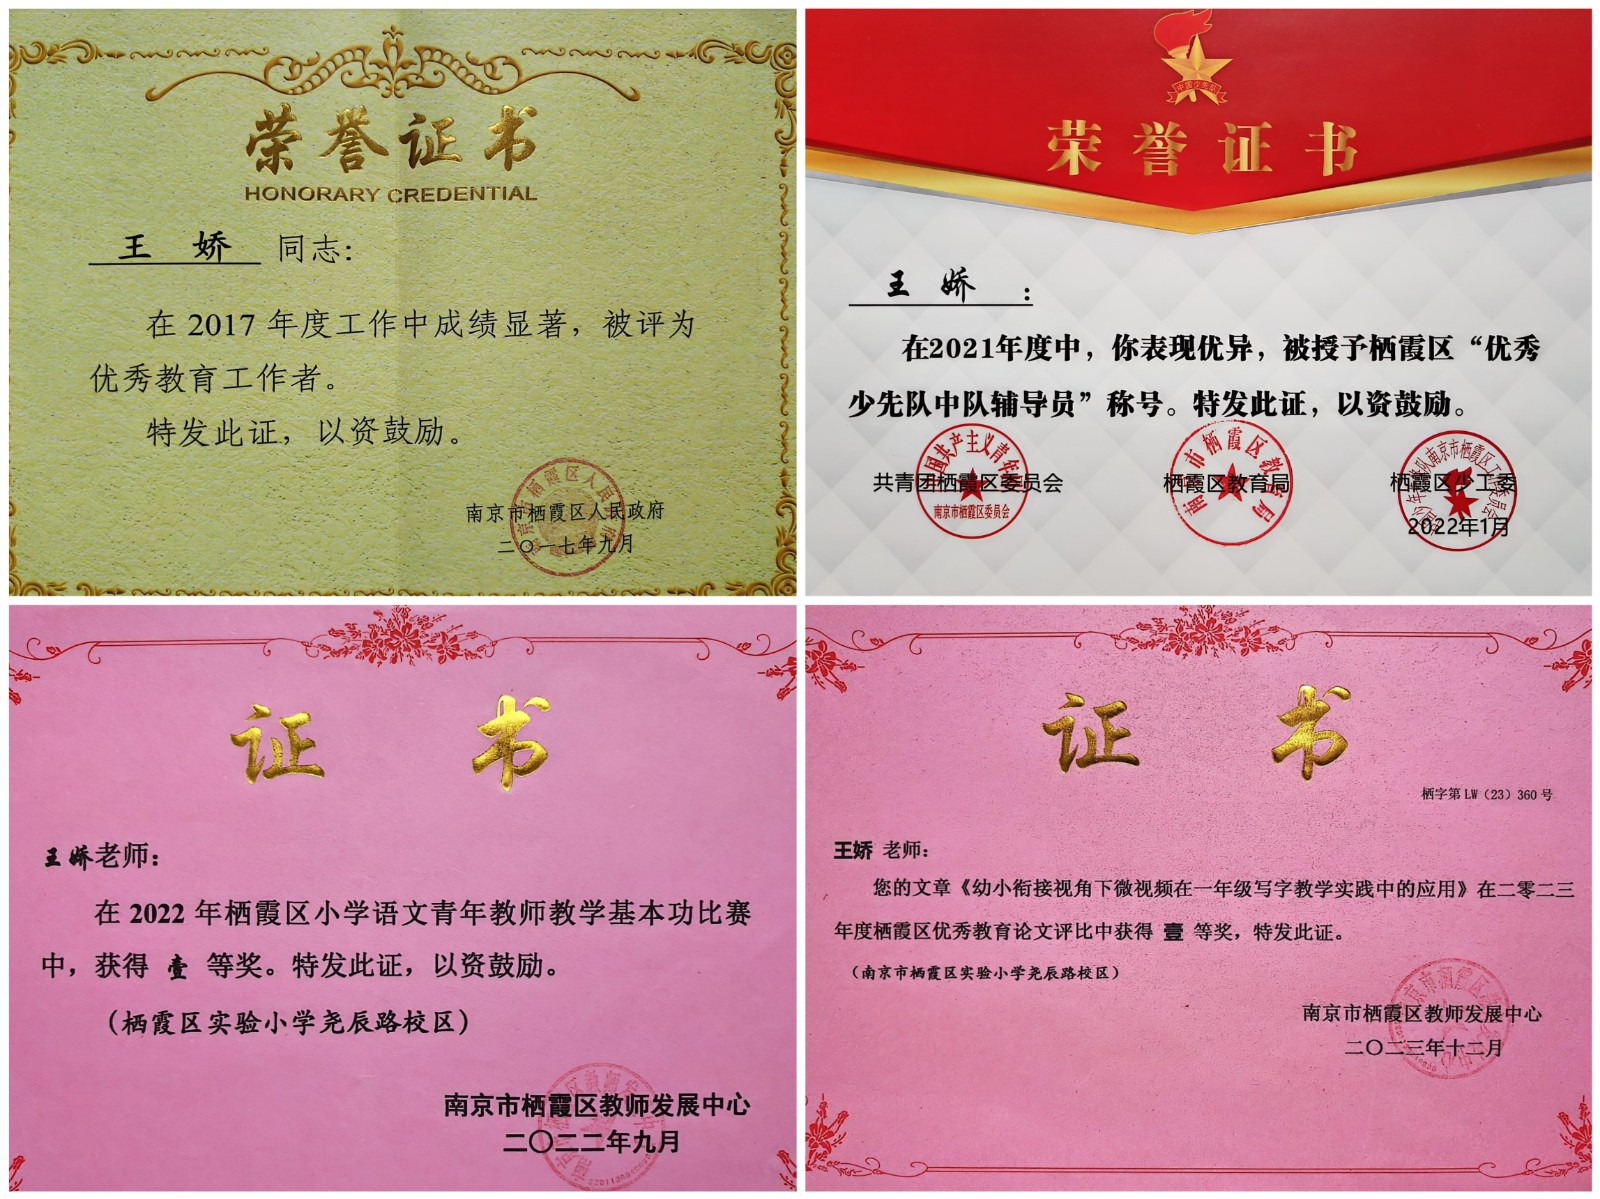 荣誉证书
HONORARY CREDENTIAL
王 娇 同志：
在 2017 年度工作中成绩显著，被评为
优秀教育工作者。
特发此证，以资鼓励。
南京市栖霞区人民政府
二〇一七年九月
荣誉证书
王 娇 ：
在2021年度中，你表现优异，被授予栖霞区“优秀
少先队中队辅导员”称号。特发此证，以资鼓励。
共青团栖霞区委员会 栖霞区教育局 栖霞区少工委
南京市栖霞区委员会
2022年1月
证 书
王娇老师：
在 2022 年栖霞区小学语文青年教师教学基本功比赛
中，获得 壹 等奖。特发此证，以资鼓励。
（栖霞区实验小学尧辰路校区）
南京市栖霞区教师发展中心
二〇二二年九月
证 书
栖字第 LW（23）360 号
王娇 老师：
您的文章《幼小衔接视角下微视频在一年级写字教学实践中的应用》在二零二三
年度栖霞区优秀教育论文评比中获得 壹 等奖，特发此证。
（南京市栖霞区实验小学尧辰路校区）
南京市栖霞区教师发展中心
二〇二三年十二月